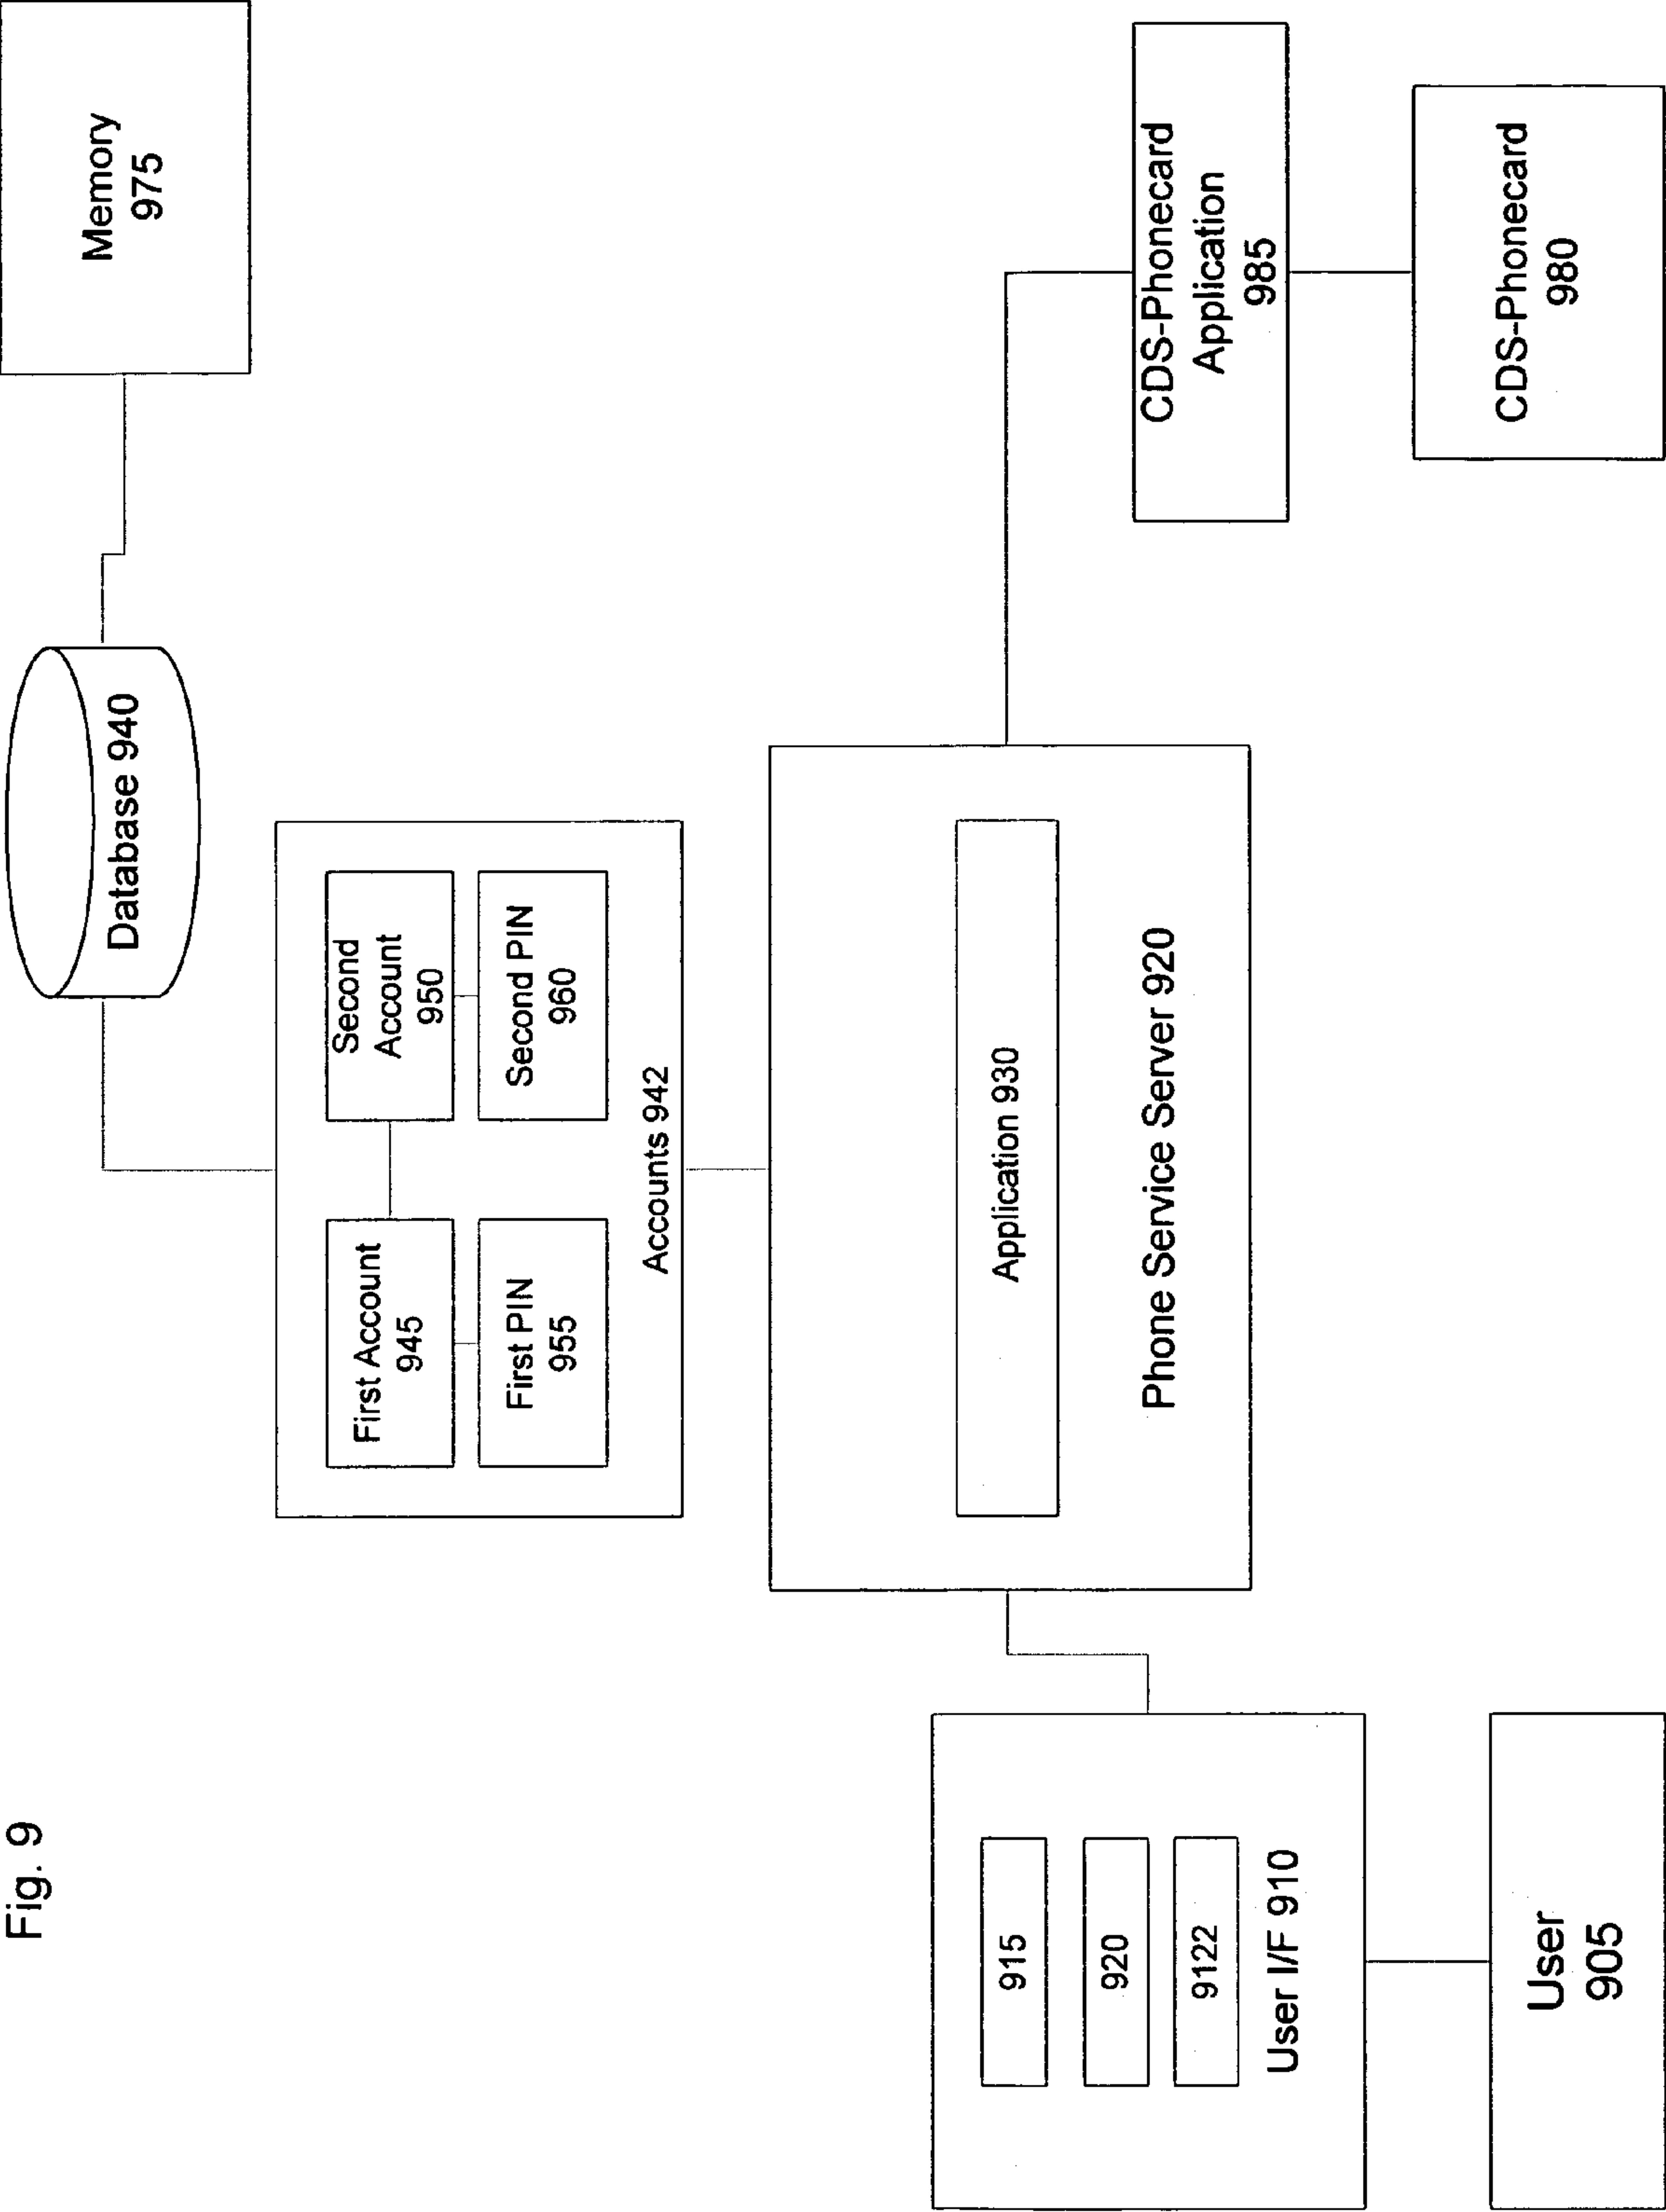 Fig. 9
Database 940
Memory
975
First Account
945
Second
Account
950
First PIN
955
Second PIN
960
Accounts 942
Application 930
Phone Service Server 920
915
920
9122
User I/F 910
User
905
CDS-Phonecard
Application
985
CDS-Phonecard
980